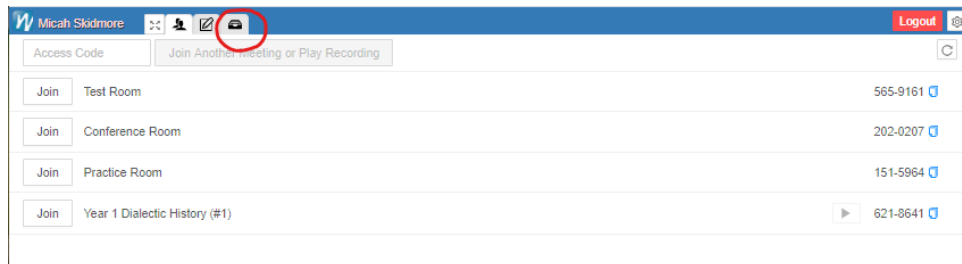 W Micah Skidmore Logout
Access Code Join Another Meeting or Play Recording
Join Test Room 565-9161
Join Conference Room 202-0207
Join Practice Room 151-5964
Join Year 1 Dialectic History (#1) 621-8641